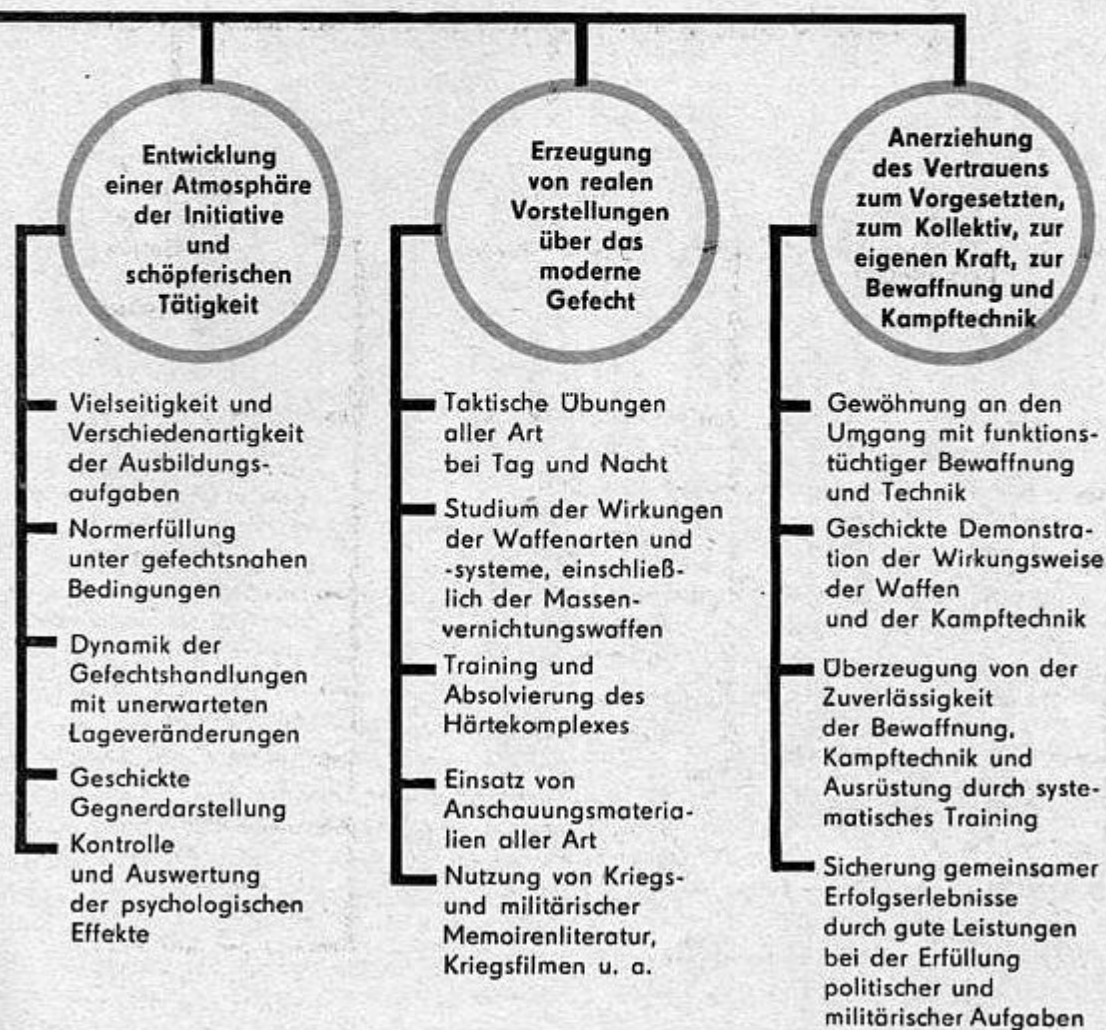 Entwicklung
einer Atmosphäre
der Initiative
und
schöpferischen
Tätigkeit
Vielseitigkeit und
Verschiedenartigkeit
der Ausbildungs-
aufgaben
Normerfüllung
unter gefechtsnahen
Bedingungen
Dynamik der
Gefechtshandlungen
mit unerwarteten
Lageveränderungen
Geschickte
Gegnerdarstellung
Kontrolle
und Auswertung
der psychologischen
Effekte
Erzeugung
von realen
Vorstellungen
über das
moderne
Gefecht
Taktische Übungen
aller Art
bei Tag und Nacht
Studium der Wirkungen
der Waffenarten und
-systeme, einschließ-
lich der Massen-
vernichtungswaffen
Training und
Absolvierung des
Härtekomplexes
Einsatz von
Anschauungsmateria-
lien aller Art
Nutzung von Kriegs-
und militärischer
Memoirenliteratur,
Kriegsfilmen u. a.
Anerziehung
des Vertrauens
zum Vorgesetzten,
zum Kollektiv, zur
eigenen Kraft, zur
Bewaffnung und
Kampftechnik
Gewöhnung an den
Umgang mit funktions-
tüchtiger Bewaffnung
und Technik
Geschickte Demonstra-
tion der Wirkungsweise
der Waffen
und der Kampftechnik
Überzeugung von der
Zuverlässigkeit
der Bewaffnung,
Kampftechnik und
Ausrüstung durch syste-
matisches Training
Sicherung gemeinsamer
Erfolgserlebnisse
durch gute Leistungen
bei der Erfüllung
politischer und
militärischer Aufgaben